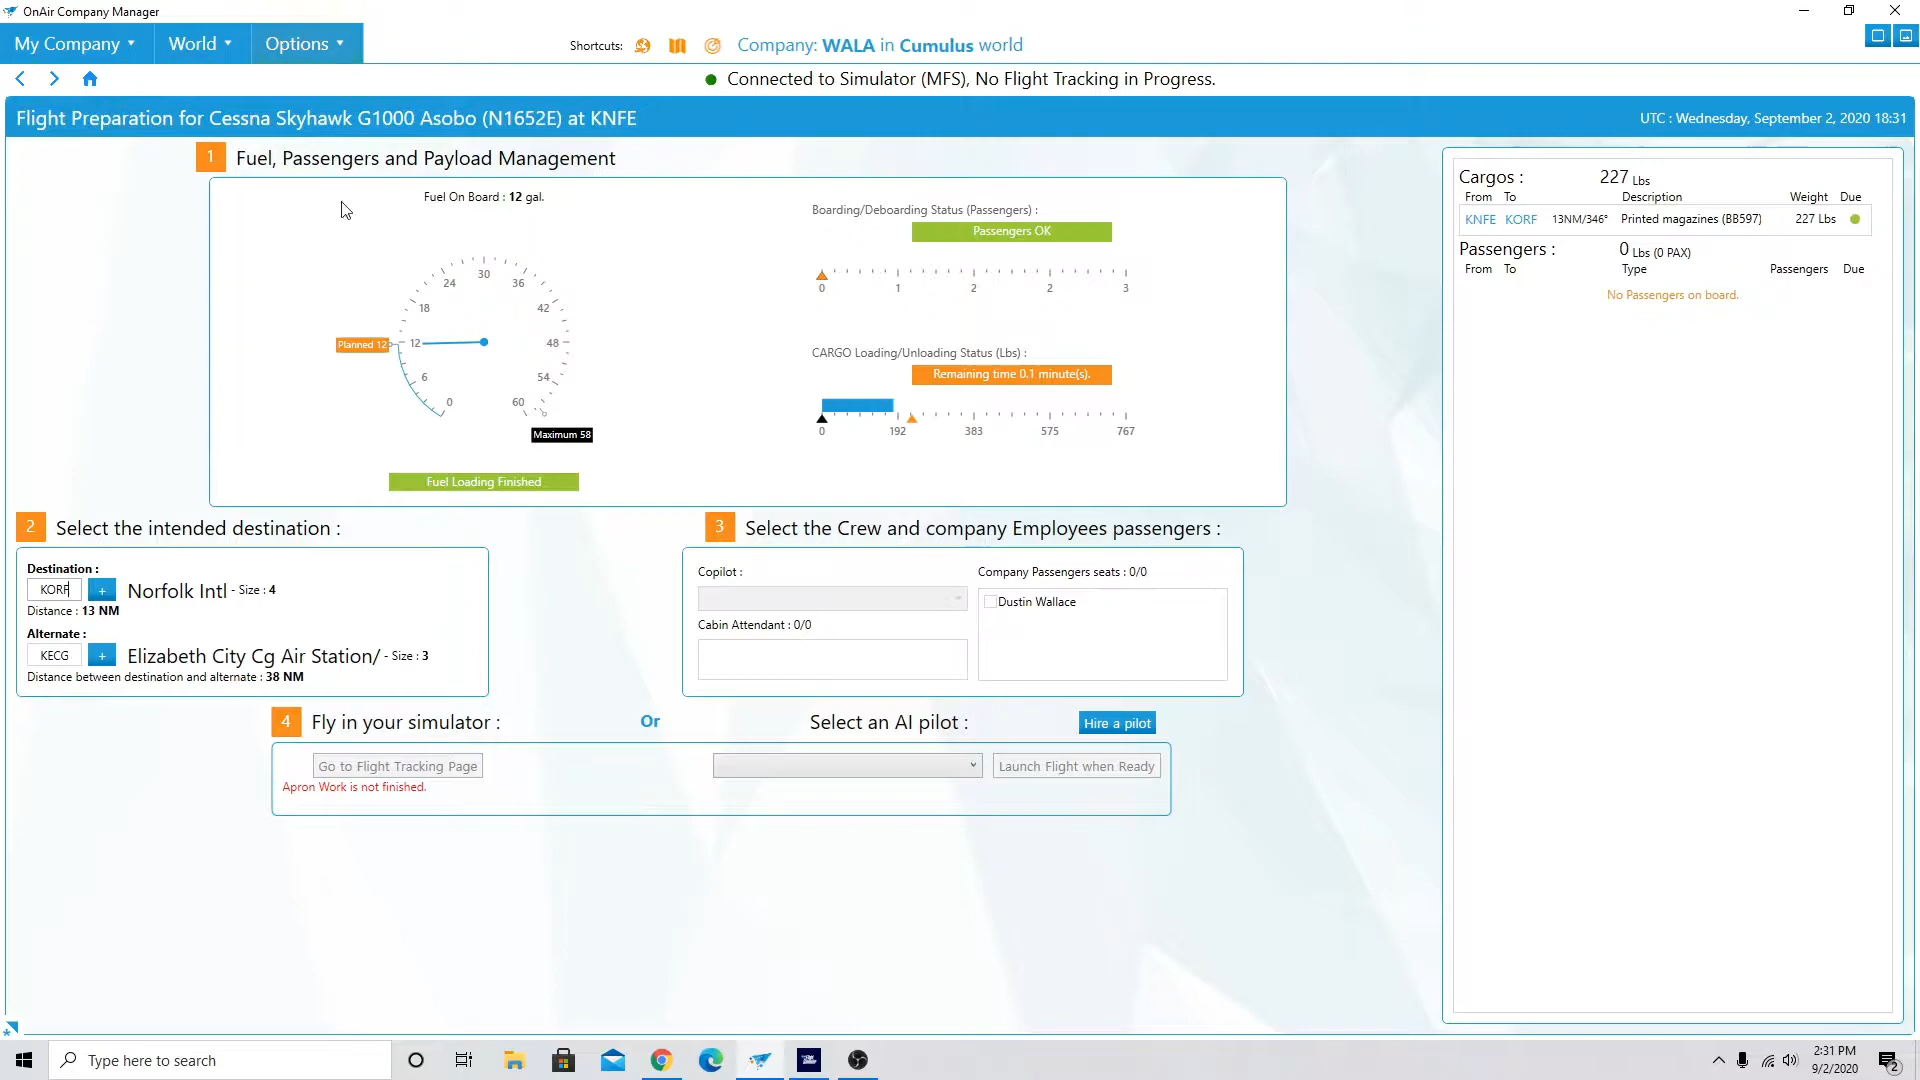 OnAir Company Manager
My Company World Options
Shortcuts: Company: WALA in Cumulus world
Connected to Simulator (MFS), No Flight Tracking in Progress.
Flight Preparation for Cessna Skyhawk G1000 Asobo (N1652E) at KNFE
UTC : Wednesday, September 2, 2020 18:31
1 Fuel, Passengers and Payload Management
Fuel On Board : 12 gal.
0 6 12 18 24 30 36 42 48 54 60
Planned 12
Maximum 58
Fuel Loading Finished
Boarding/Deboarding Status (Passengers) :
Passengers OK
0 1 2 2 3
CARGO Loading/Unloading Status (Lbs) :
Remaining time 0.1 minute(s).
0 192 383 575 767
2 Select the intended destination :
Destination :
KORF + Norfolk Intl - Size : 4
Distance : 13 NM
Alternate :
KECG + Elizabeth City Cg Air Station/ - Size : 3
Distance between destination and alternate : 38 NM
3 Select the Crew and company Employees passengers :
Copilot :
Cabin Attendant : 0/0
Company Passengers seats : 0/0
Dustin Wallace
4 Fly in your simulator :
Or
Select an AI pilot :
Hire a pilot
Go to Flight Tracking Page
Apron Work is not finished.
Launch Flight when Ready
Cargos : 227 Lbs
From To Description Weight Due
KNFE KORF 13NM/346° Printed magazines (BB597) 227 Lbs
Passengers : 0 Lbs (0 PAX)
From To Type Passengers Due
No Passengers on board.
Type here to search
2:31 PM
9/2/2020
2